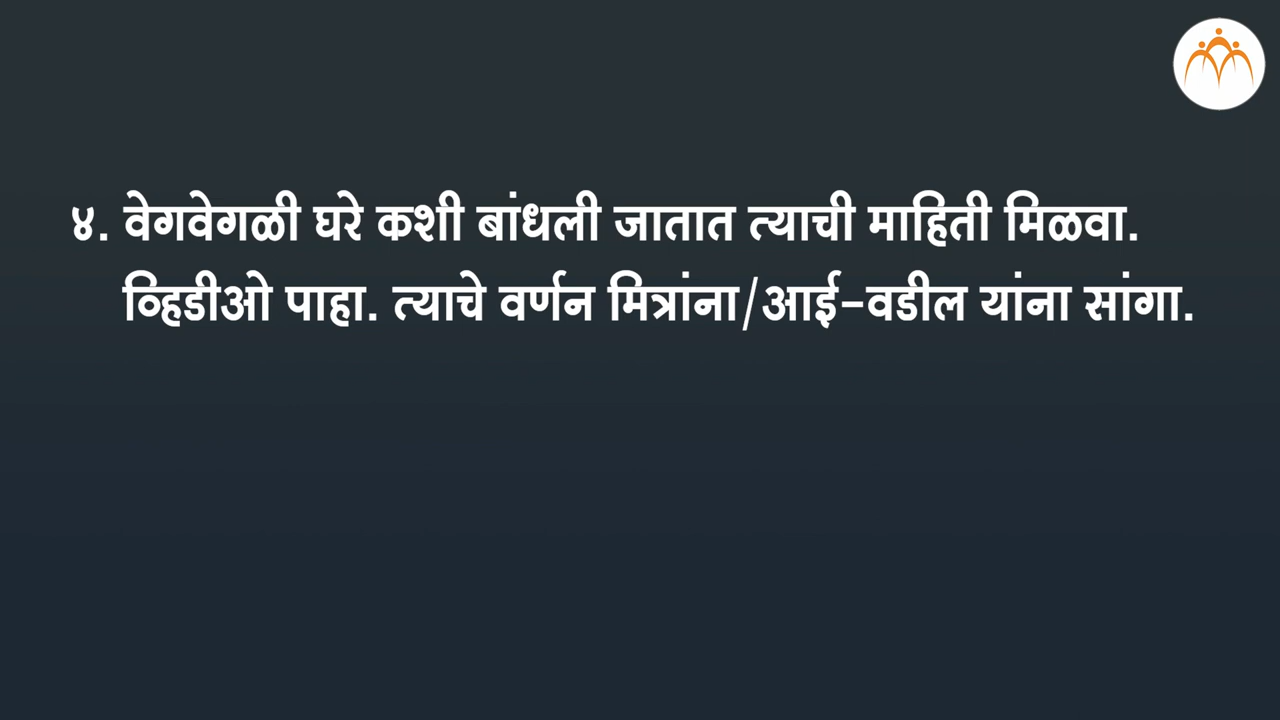 ४. वेगवेगळी घरे कशी बांधली जातात त्याची माहिती मिळवा.
व्हिडीओ पाहा. त्याचे वर्णन मित्रांना/आई-वडील यांना सांगा.